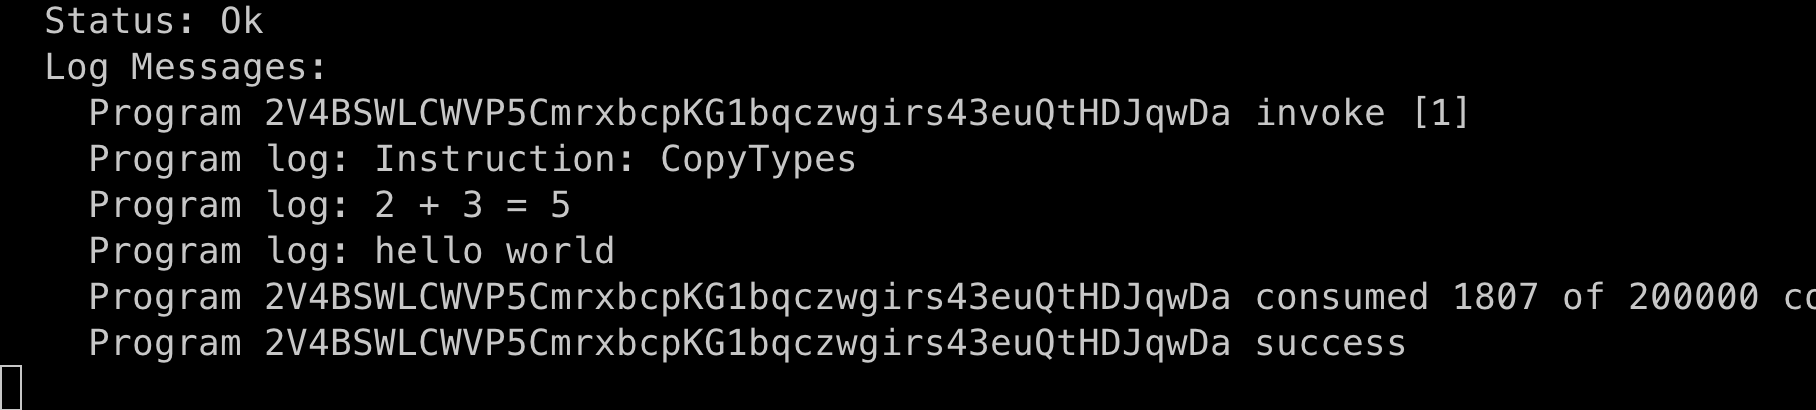 Status: Ok
Log Messages:
Program 2V4BSWLCWVP5CmrxbcpKG1bqczwgirs43euQtHDJqwDa invoke [1]
Program log: Instruction: CopyTypes
Program log: 2 + 3 = 5
Program log: hello world
Program 2V4BSWLCWVP5CmrxbcpKG1bqczwgirs43euQtHDJqwDa consumed 1807 of 200000 co
Program 2V4BSWLCWVP5CmrxbcpKG1bqczwgirs43euQtHDJqwDa success